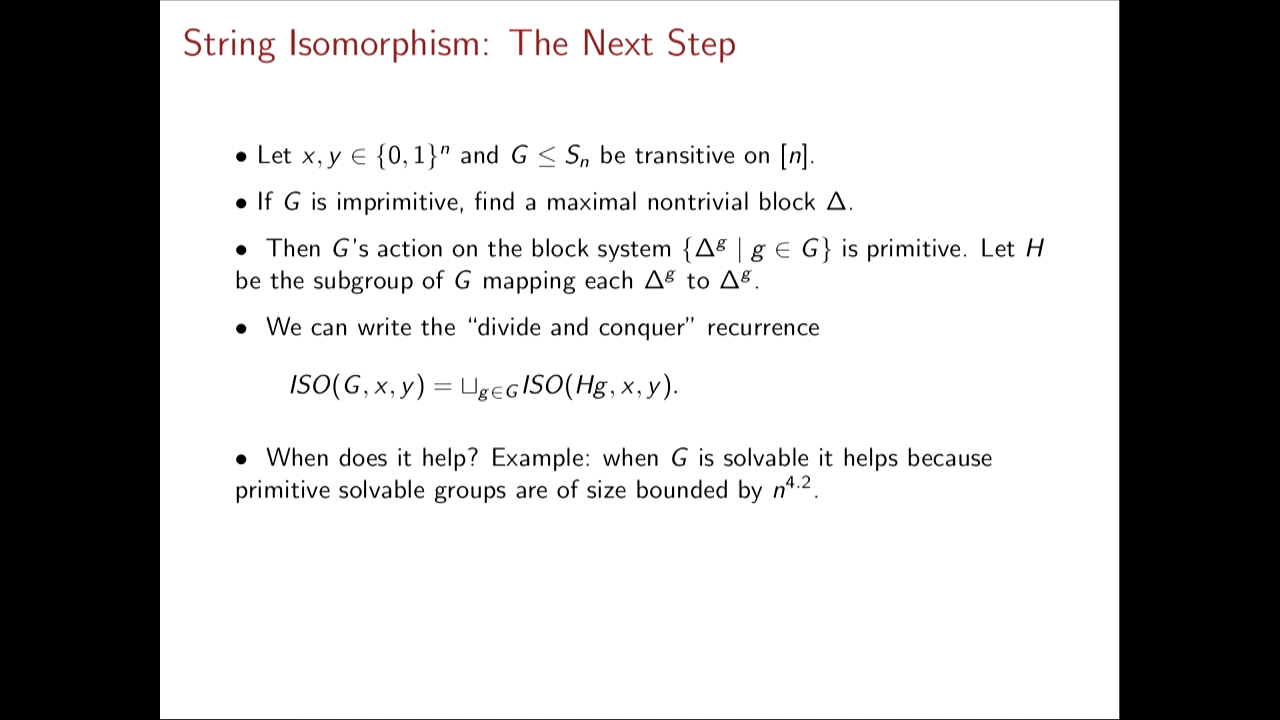 String Isomorphism: The Next Step
• Let x, y ∈ {0, 1}ⁿ and G ≤ Sₙ be transitive on [n].
• If G is imprimitive, find a maximal nontrivial block Δ.
• Then G's action on the block system {Δᵍ | g ∈ G} is primitive. Let H
be the subgroup of G mapping each Δᵍ to Δᵍ.
• We can write the “divide and conquer” recurrence
ISO(G, x, y) = ⊔_{g∈G} ISO(Hg, x, y).
• When does it help? Example: when G is solvable it helps because
primitive solvable groups are of size bounded by n^{4.2}.